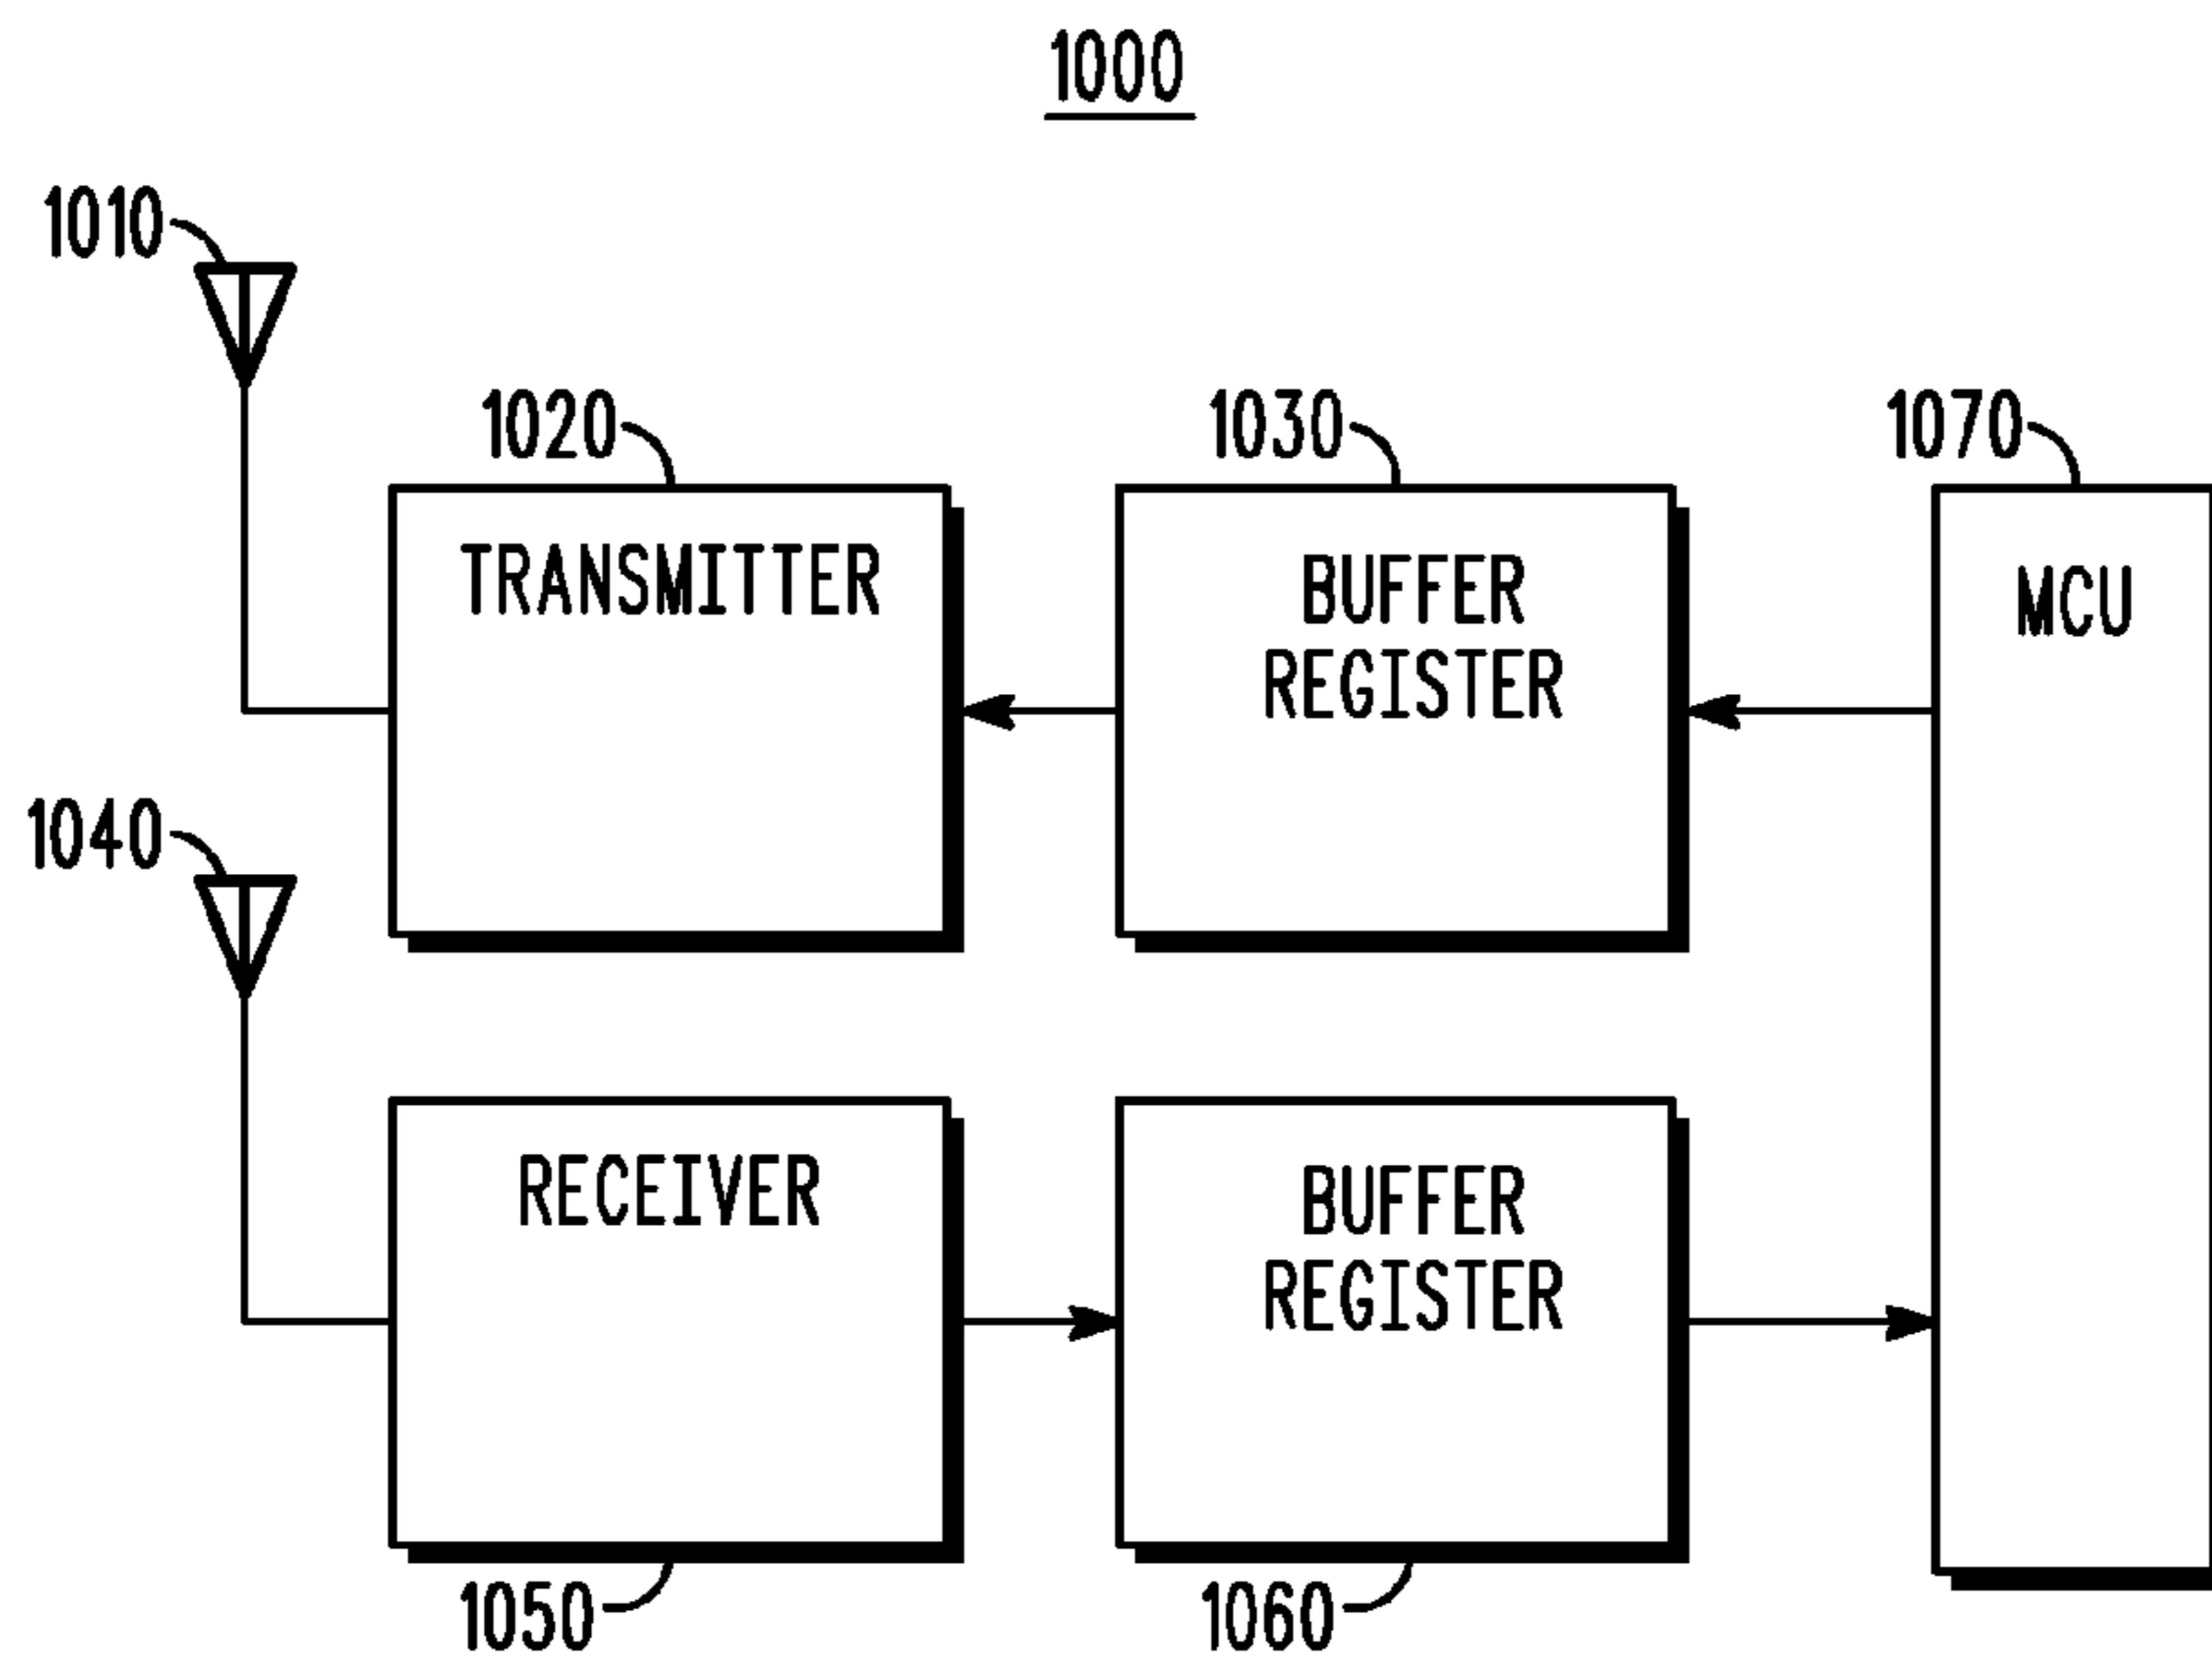 1000
1010
1020
1030
1070
TRANSMITTER
BUFFER
REGISTER
MCU
1040
RECEIVER
BUFFER
REGISTER
1050
1060